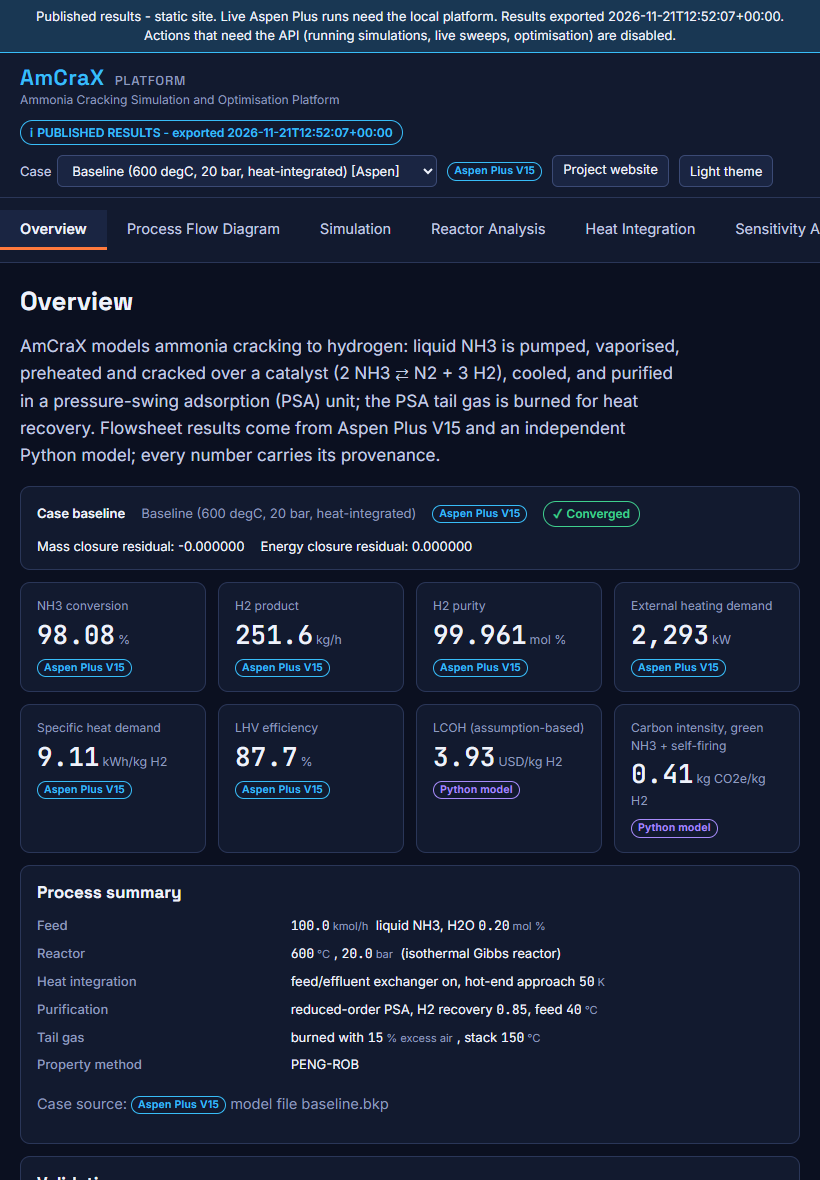 Published results - static site. Live Aspen Plus runs need the local platform. Results exported 2026-11-21T12:52:07+00:00.
Actions that need the API (running simulations, live sweeps, optimisation) are disabled.
AmCraX PLATFORM
Ammonia Cracking Simulation and Optimisation Platform
i PUBLISHED RESULTS - exported 2026-11-21T12:52:07+00:00
Case Baseline (600 degC, 20 bar, heat-integrated) [Aspen] Aspen Plus V15 Project website Light theme
Overview Process Flow Diagram Simulation Reactor Analysis Heat Integration Sensitivity A
Overview
AmCraX models ammonia cracking to hydrogen: liquid NH3 is pumped, vaporised,
preheated and cracked over a catalyst (2 NH3 ⇄ N2 + 3 H2), cooled, and purified
in a pressure-swing adsorption (PSA) unit; the PSA tail gas is burned for heat
recovery. Flowsheet results come from Aspen Plus V15 and an independent
Python model; every number carries its provenance.
Case baseline Baseline (600 degC, 20 bar, heat-integrated) Aspen Plus V15 ✓ Converged
Mass closure residual: -0.000000 Energy closure residual: 0.000000
NH3 conversion
98.08 %
Aspen Plus V15
H2 product
251.6 kg/h
Aspen Plus V15
H2 purity
99.961 mol %
Aspen Plus V15
External heating demand
2,293 kW
Aspen Plus V15
Specific heat demand
9.11 kWh/kg H2
Aspen Plus V15
LHV efficiency
87.7 %
Aspen Plus V15
LCOH (assumption-based)
3.93 USD/kg H2
Python model
Carbon intensity, green
NH3 + self-firing
0.41 kg CO2e/kg
H2
Python model
Process summary
Feed 100.0 kmol/h liquid NH3, H2O 0.20 mol %
Reactor 600 °C , 20.0 bar (isothermal Gibbs reactor)
Heat integration feed/effluent exchanger on, hot-end approach 50 K
Purification reduced-order PSA, H2 recovery 0.85, feed 40 °C
Tail gas burned with 15 % excess air , stack 150 °C
Property method PENG-ROB
Case source: Aspen Plus V15 model file baseline.bkp